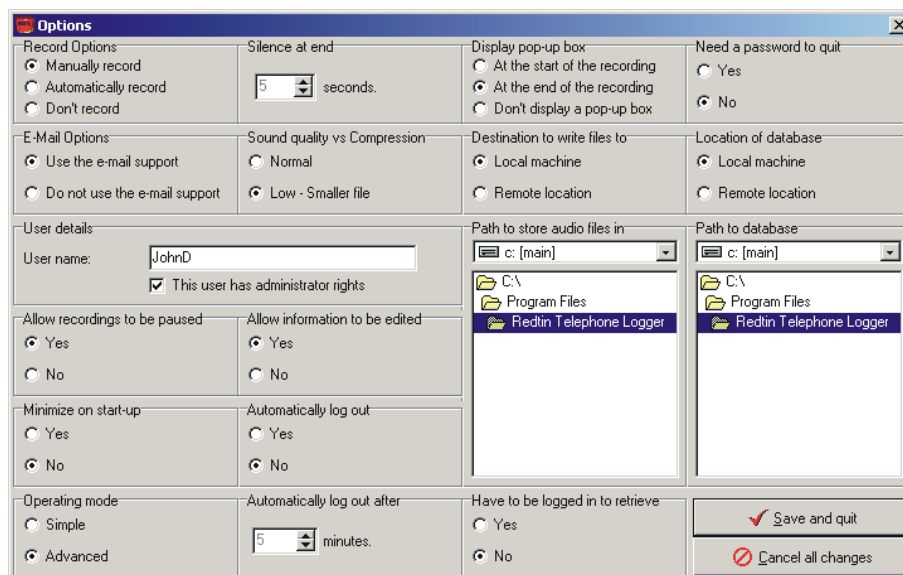 Options
Record Options
Manually record
Automatically record
Don't record
Silence at end
5 seconds.
Display pop-up box
At the start of the recording
At the end of the recording
Don't display a pop-up box
Need a password to quit
Yes
No
E-Mail Options
Use the e-mail support
Do not use the e-mail support
Sound quality vs Compression
Normal
Low - Smaller file
Destination to write files to
Local machine
Remote location
Location of database
Local machine
Remote location
User details
User name: JohnD
This user has administrator rights
Path to store audio files in
c: [main]
C:\
Program Files
Redtin Telephone Logger
Path to database
c: [main]
C:\
Program Files
Redtin Telephone Logger
Allow recordings to be paused
Yes
No
Allow information to be edited
Yes
No
Minimize on start-up
Yes
No
Automatically log out
Yes
No
Operating mode
Simple
Advanced
Automatically log out after
5 minutes.
Have to be logged in to retrieve
Yes
No
Save and quit
Cancel all changes